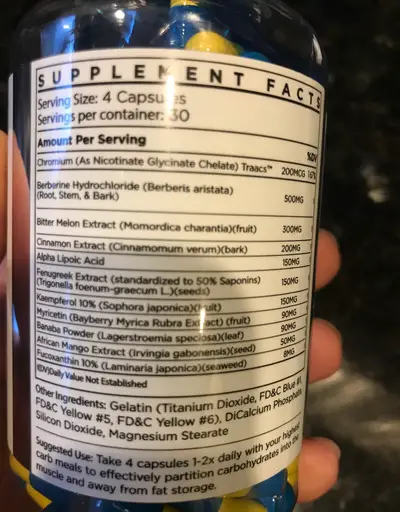 SUPPLEMENT FACTS
Serving Size: 4 Capsules
Servings per container: 30
Amount Per Serving %DV
Chromium (As Nicotinate Glycinate Chelate) Traacs™ 200MCG 167%
Berberine Hydrochloride (Berberis aristata)
(Root, Stem, & Bark) 500MG
Bitter Melon Extract (Momordica charantia)(fruit) 300MG
Cinnamon Extract (Cinnamomum verum)(bark) 200MG
Alpha Lipoic Acid 150MG
Fenugreek Extract (standardized to 50% Saponins)
(Trigonella foenum-graecum L.)(seeds) 150MG
Kaempferol 10% (Sophora japonica)(fruit) 150MG
Myricetin (Bayberry Myrica Rubra Extract) (fruit) 90MG
Banaba Powder (Lagerstroemia speciosa)(leaf) 90MG
African Mango Extract (Irvingia gabonensis)(seed) 50MG
Fucoxanthin 10% (Laminaria japonica)(seaweed) 8MG
(†)Daily Value Not Established
Other Ingredients: Gelatin (Titanium Dioxide, FD&C Blue #1,
FD&C Yellow #5, FD&C Yellow #6), DiCalcium Phosphate,
Silicon Dioxide, Magnesium Stearate
Suggested Use: Take 4 capsules 1-2x daily with your highest
carb meals to effectively partition carbohydrates into the
muscle and away from fat storage.